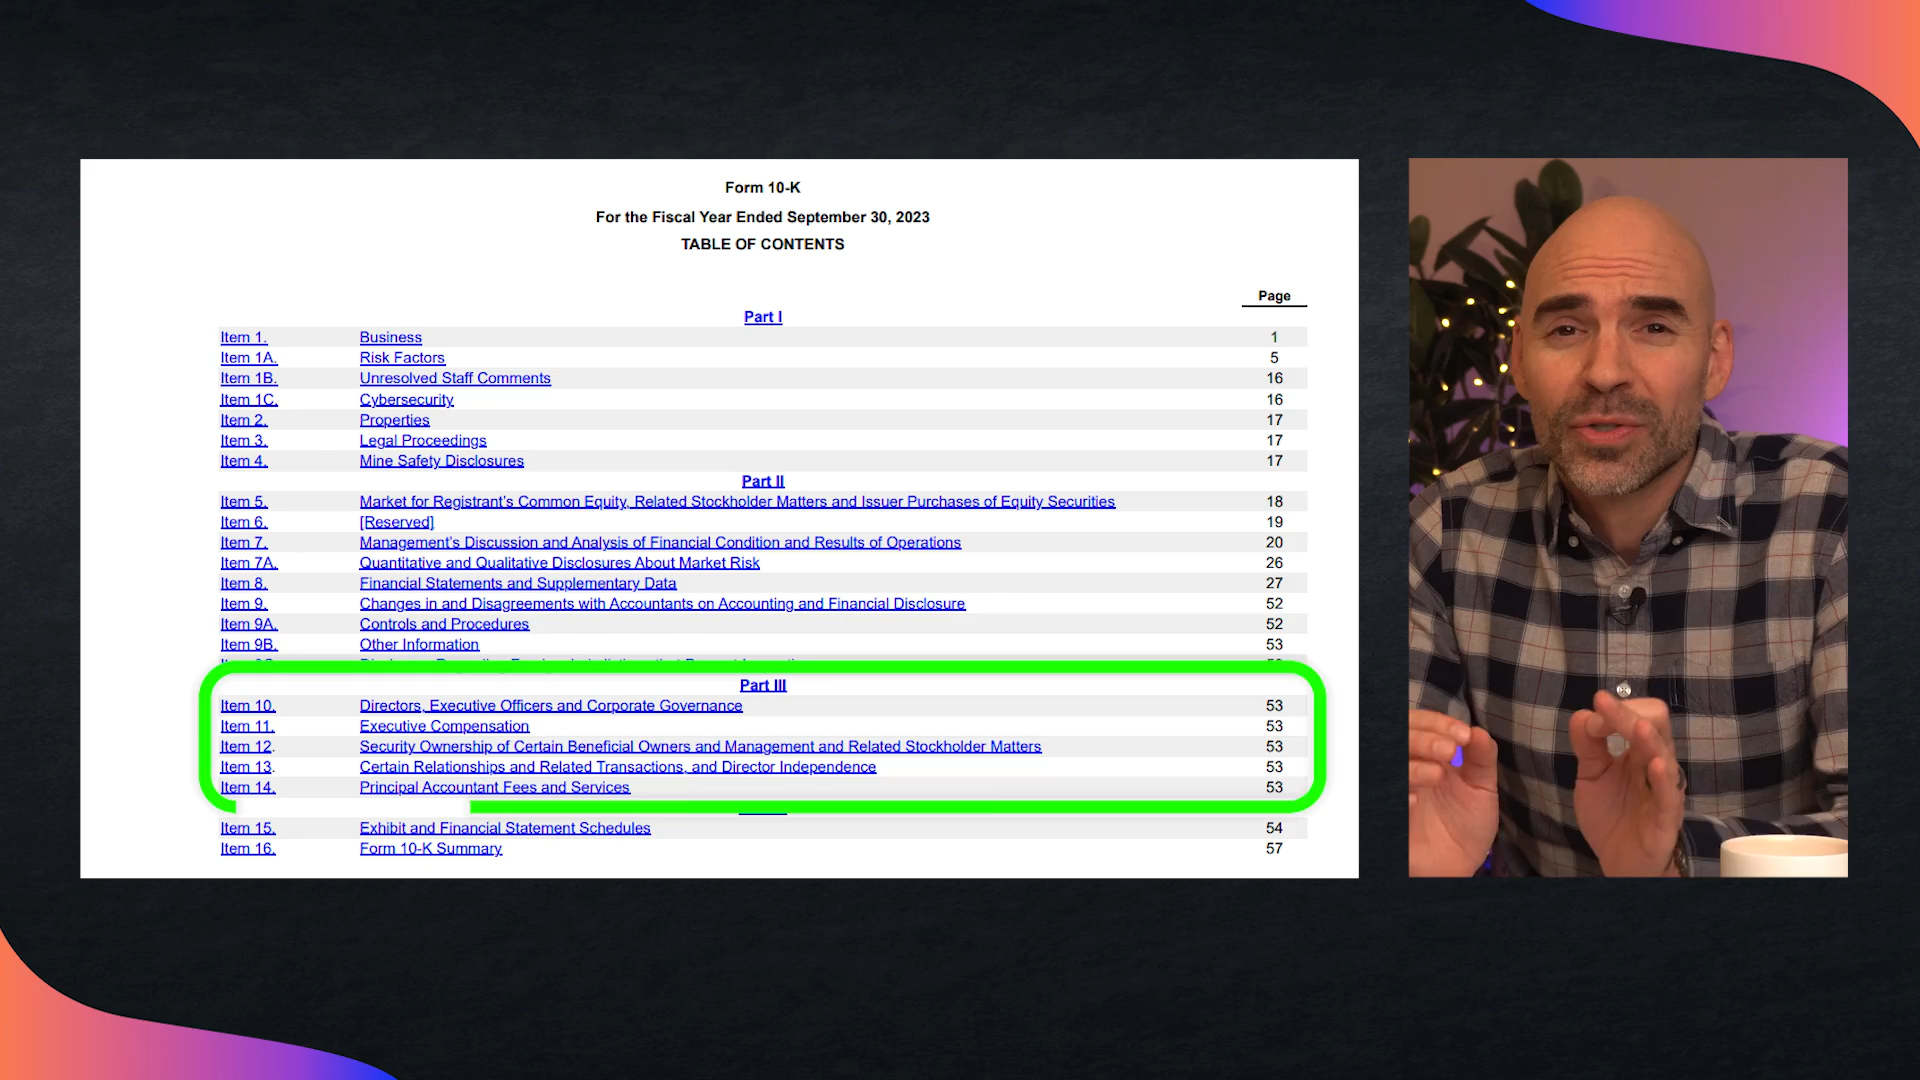 Form 10-K
For the Fiscal Year Ended September 30, 2023
TABLE OF CONTENTS
Page
Part I
Item 1. Business 1
Item 1A. Risk Factors 5
Item 1B. Unresolved Staff Comments 16
Item 1C. Cybersecurity 16
Item 2. Properties 17
Item 3. Legal Proceedings 17
Item 4. Mine Safety Disclosures 17
Part II
Item 5. Market for Registrant's Common Equity, Related Stockholder Matters and Issuer Purchases of Equity Securities 18
Item 6. [Reserved] 19
Item 7. Management's Discussion and Analysis of Financial Condition and Results of Operations 20
Item 7A. Quantitative and Qualitative Disclosures About Market Risk 26
Item 8. Financial Statements and Supplementary Data 27
Item 9. Changes in and Disagreements with Accountants on Accounting and Financial Disclosure 52
Item 9A. Controls and Procedures 52
Item 9B. Other Information 53
Part III
Item 10. Directors, Executive Officers and Corporate Governance 53
Item 11. Executive Compensation 53
Item 12. Security Ownership of Certain Beneficial Owners and Management and Related Stockholder Matters 53
Item 13. Certain Relationships and Related Transactions, and Director Independence 53
Item 14. Principal Accountant Fees and Services 53
Item 15. Exhibit and Financial Statement Schedules 54
Item 16. Form 10-K Summary 57